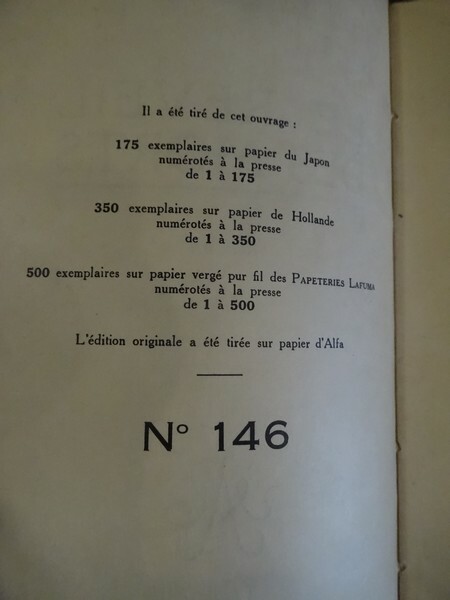 Il a été tiré de cet ouvrage :
175 exemplaires sur papier du Japon
numérotés à la presse
de 1 à 175
350 exemplaires sur papier de Hollande
numérotés à la presse
de 1 à 350
500 exemplaires sur papier vergé pur fil des PAPETERIES LAFUMA
numérotés à la presse
de 1 à 500
L'édition originale a été tirée sur papier d'Alfa
N° 146